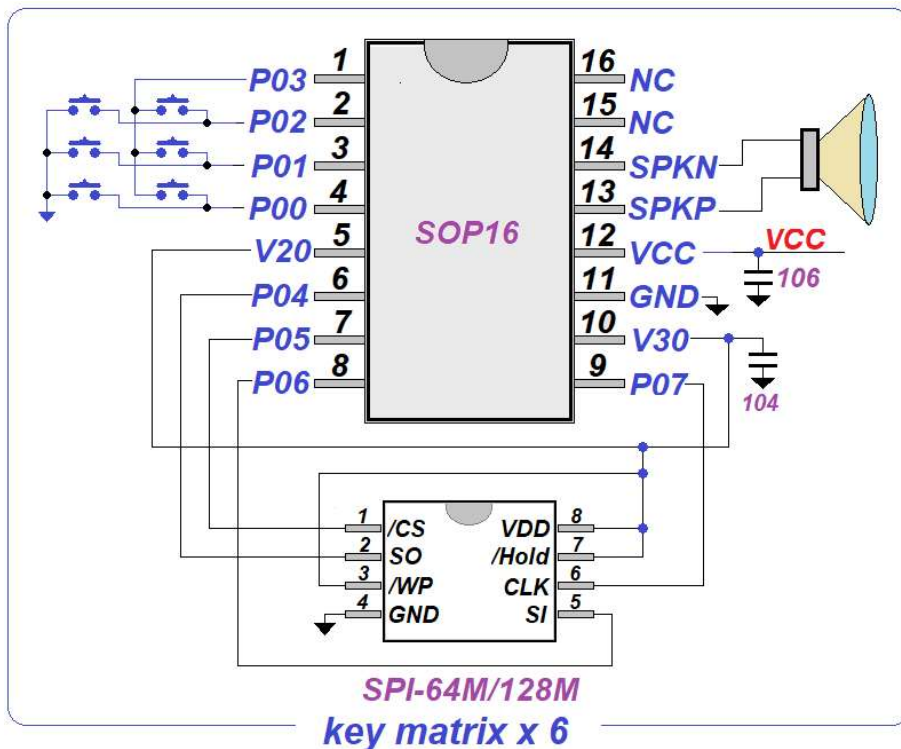 1
P03
2
P02
3
P01
4
P00
5
V20
6
P04
7
P05
8
P06
SOP16
16
NC
15
NC
14
SPKN
13
SPKP
12
VCC
VCC
106
11
GND
10
V30
104
9
P07
1
/CS
2
SO
3
/WP
4
GND
VDD
8
/Hold
7
CLK
6
SI
5
SPI-64M/128M
key matrix x 6